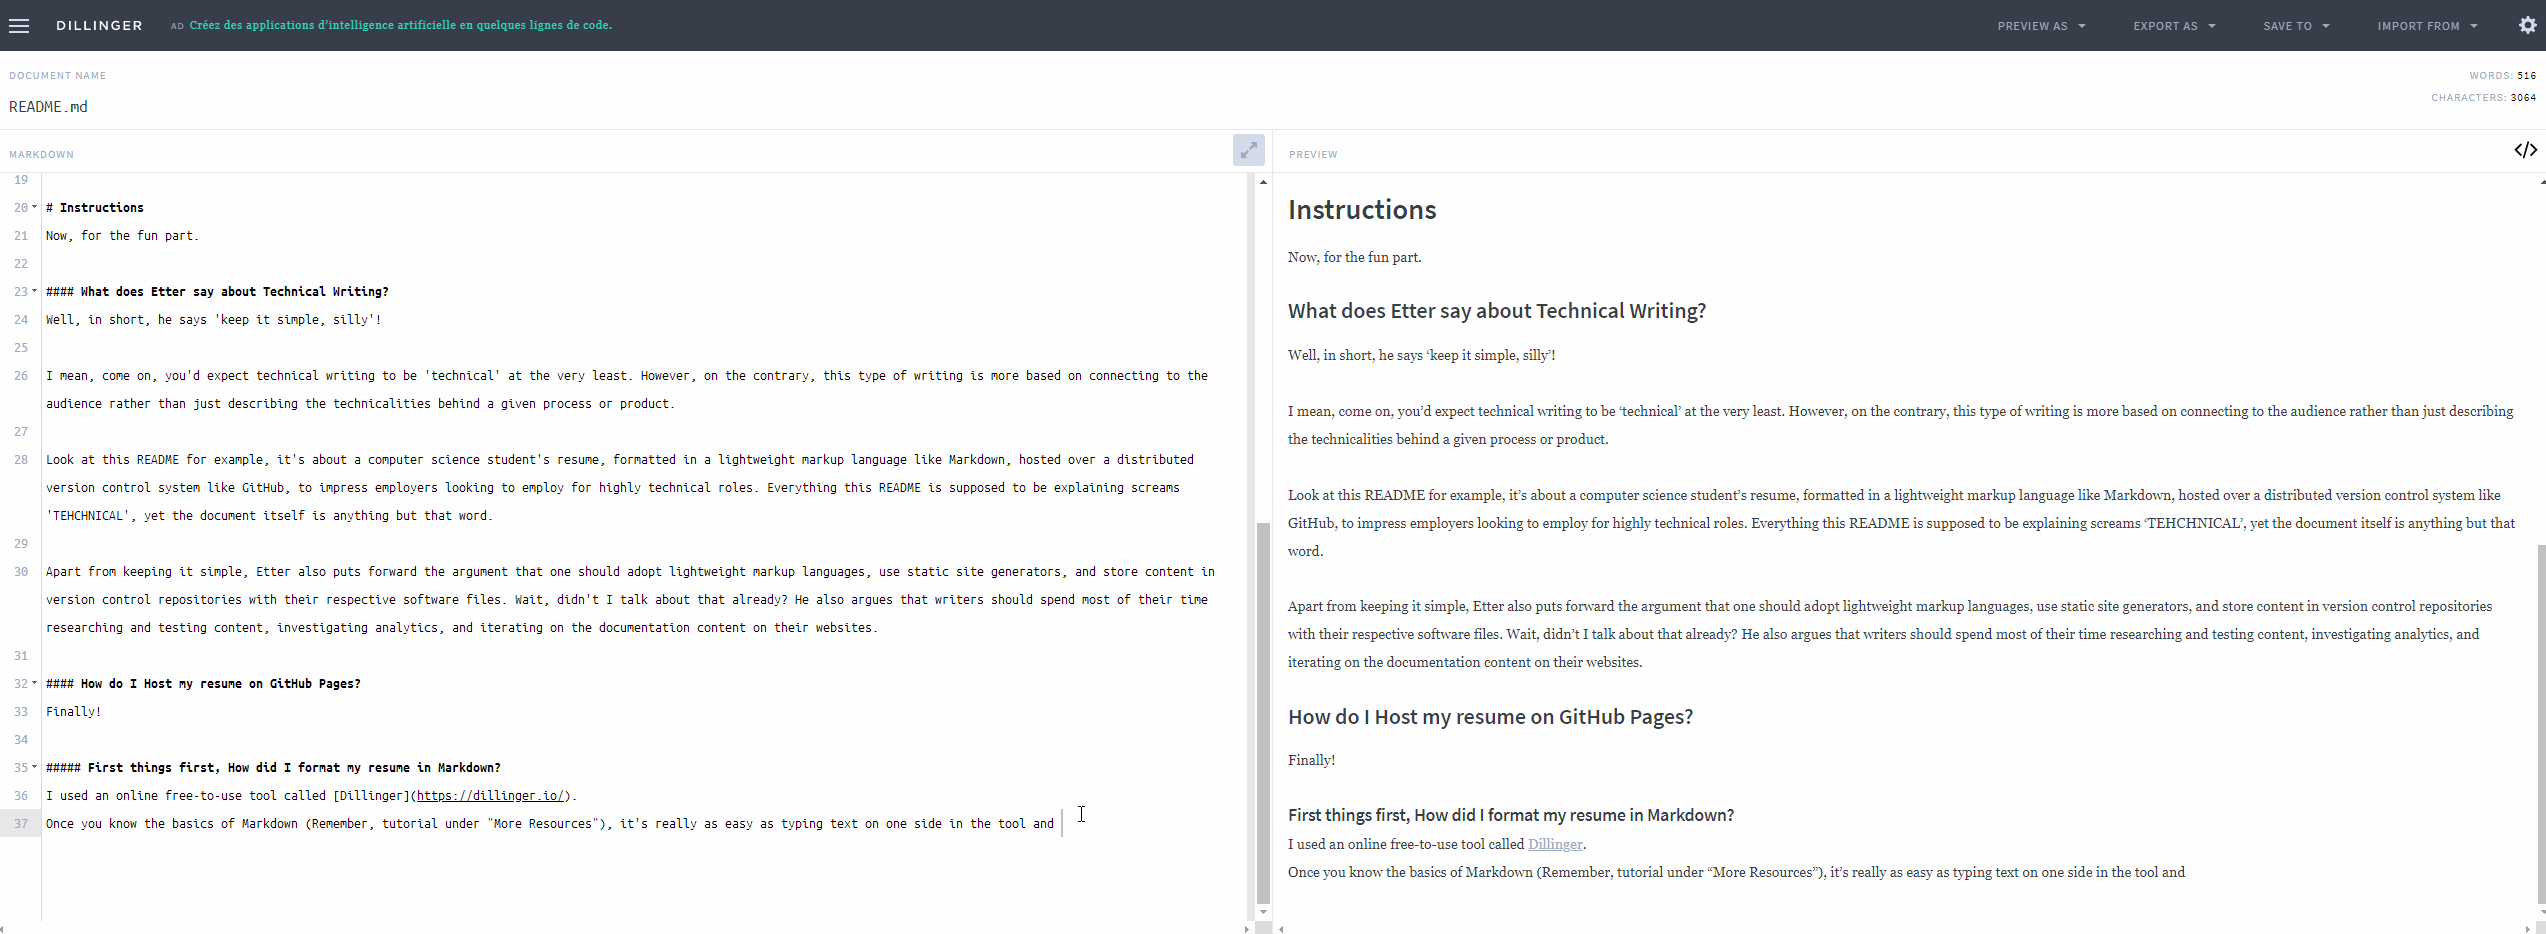 DILLINGER AD Créez des applications d'intelligence artificielle en quelques lignes de code. PREVIEW AS EXPORT AS SAVE TO IMPORT FROM
DOCUMENT NAME
README.md
WORDS: 516
CHARACTERS: 3064
MARKDOWN
19
20 # Instructions
21 Now, for the fun part.
22
23 #### What does Etter say about Technical Writing?
24 Well, in short, he says 'keep it simple, silly'!
25
26 I mean, come on, you'd expect technical writing to be 'technical' at the very least. However, on the contrary, this type of writing is more based on connecting to the
audience rather than just describing the technicalities behind a given process or product.
27
28 Look at this README for example, it's about a computer science student's resume, formatted in a lightweight markup language like Markdown, hosted over a distributed
version control system like GitHub, to impress employers looking to employ for highly technical roles. Everything this README is supposed to be explaining screams
'TEHCHNICAL', yet the document itself is anything but that word.
29
30 Apart from keeping it simple, Etter also puts forward the argument that one should adopt lightweight markup languages, use static site generators, and store content in
version control repositories with their respective software files. Wait, didn't I talk about that already? He also argues that writers should spend most of their time
researching and testing content, investigating analytics, and iterating on the documentation content on their websites.
31
32 #### How do I Host my resume on GitHub Pages?
33 Finally!
34
35 ##### First things first, How did I format my resume in Markdown?
36 I used an online free-to-use tool called [Dillinger](https://dillinger.io/).
37 Once you know the basics of Markdown (Remember, tutorial under "More Resources"), it's really as easy as typing text on one side in the tool and
PREVIEW
</>
Instructions
Now, for the fun part.
What does Etter say about Technical Writing?
Well, in short, he says ‘keep it simple, silly’!
I mean, come on, you’d expect technical writing to be ‘technical’ at the very least. However, on the contrary, this type of writing is more based on connecting to the audience rather than just describing
the technicalities behind a given process or product.
Look at this README for example, it’s about a computer science student’s resume, formatted in a lightweight markup language like Markdown, hosted over a distributed version control system like
GitHub, to impress employers looking to employ for highly technical roles. Everything this README is supposed to be explaining screams ‘TEHCHNICAL’, yet the document itself is anything but that
word.
Apart from keeping it simple, Etter also puts forward the argument that one should adopt lightweight markup languages, use static site generators, and store content in version control repositories
with their respective software files. Wait, didn’t I talk about that already? He also argues that writers should spend most of their time researching and testing content, investigating analytics, and
iterating on the documentation content on their websites.
How do I Host my resume on GitHub Pages?
Finally!
First things first, How did I format my resume in Markdown?
I used an online free-to-use tool called Dillinger.
Once you know the basics of Markdown (Remember, tutorial under “More Resources”), it’s really as easy as typing text on one side in the tool and